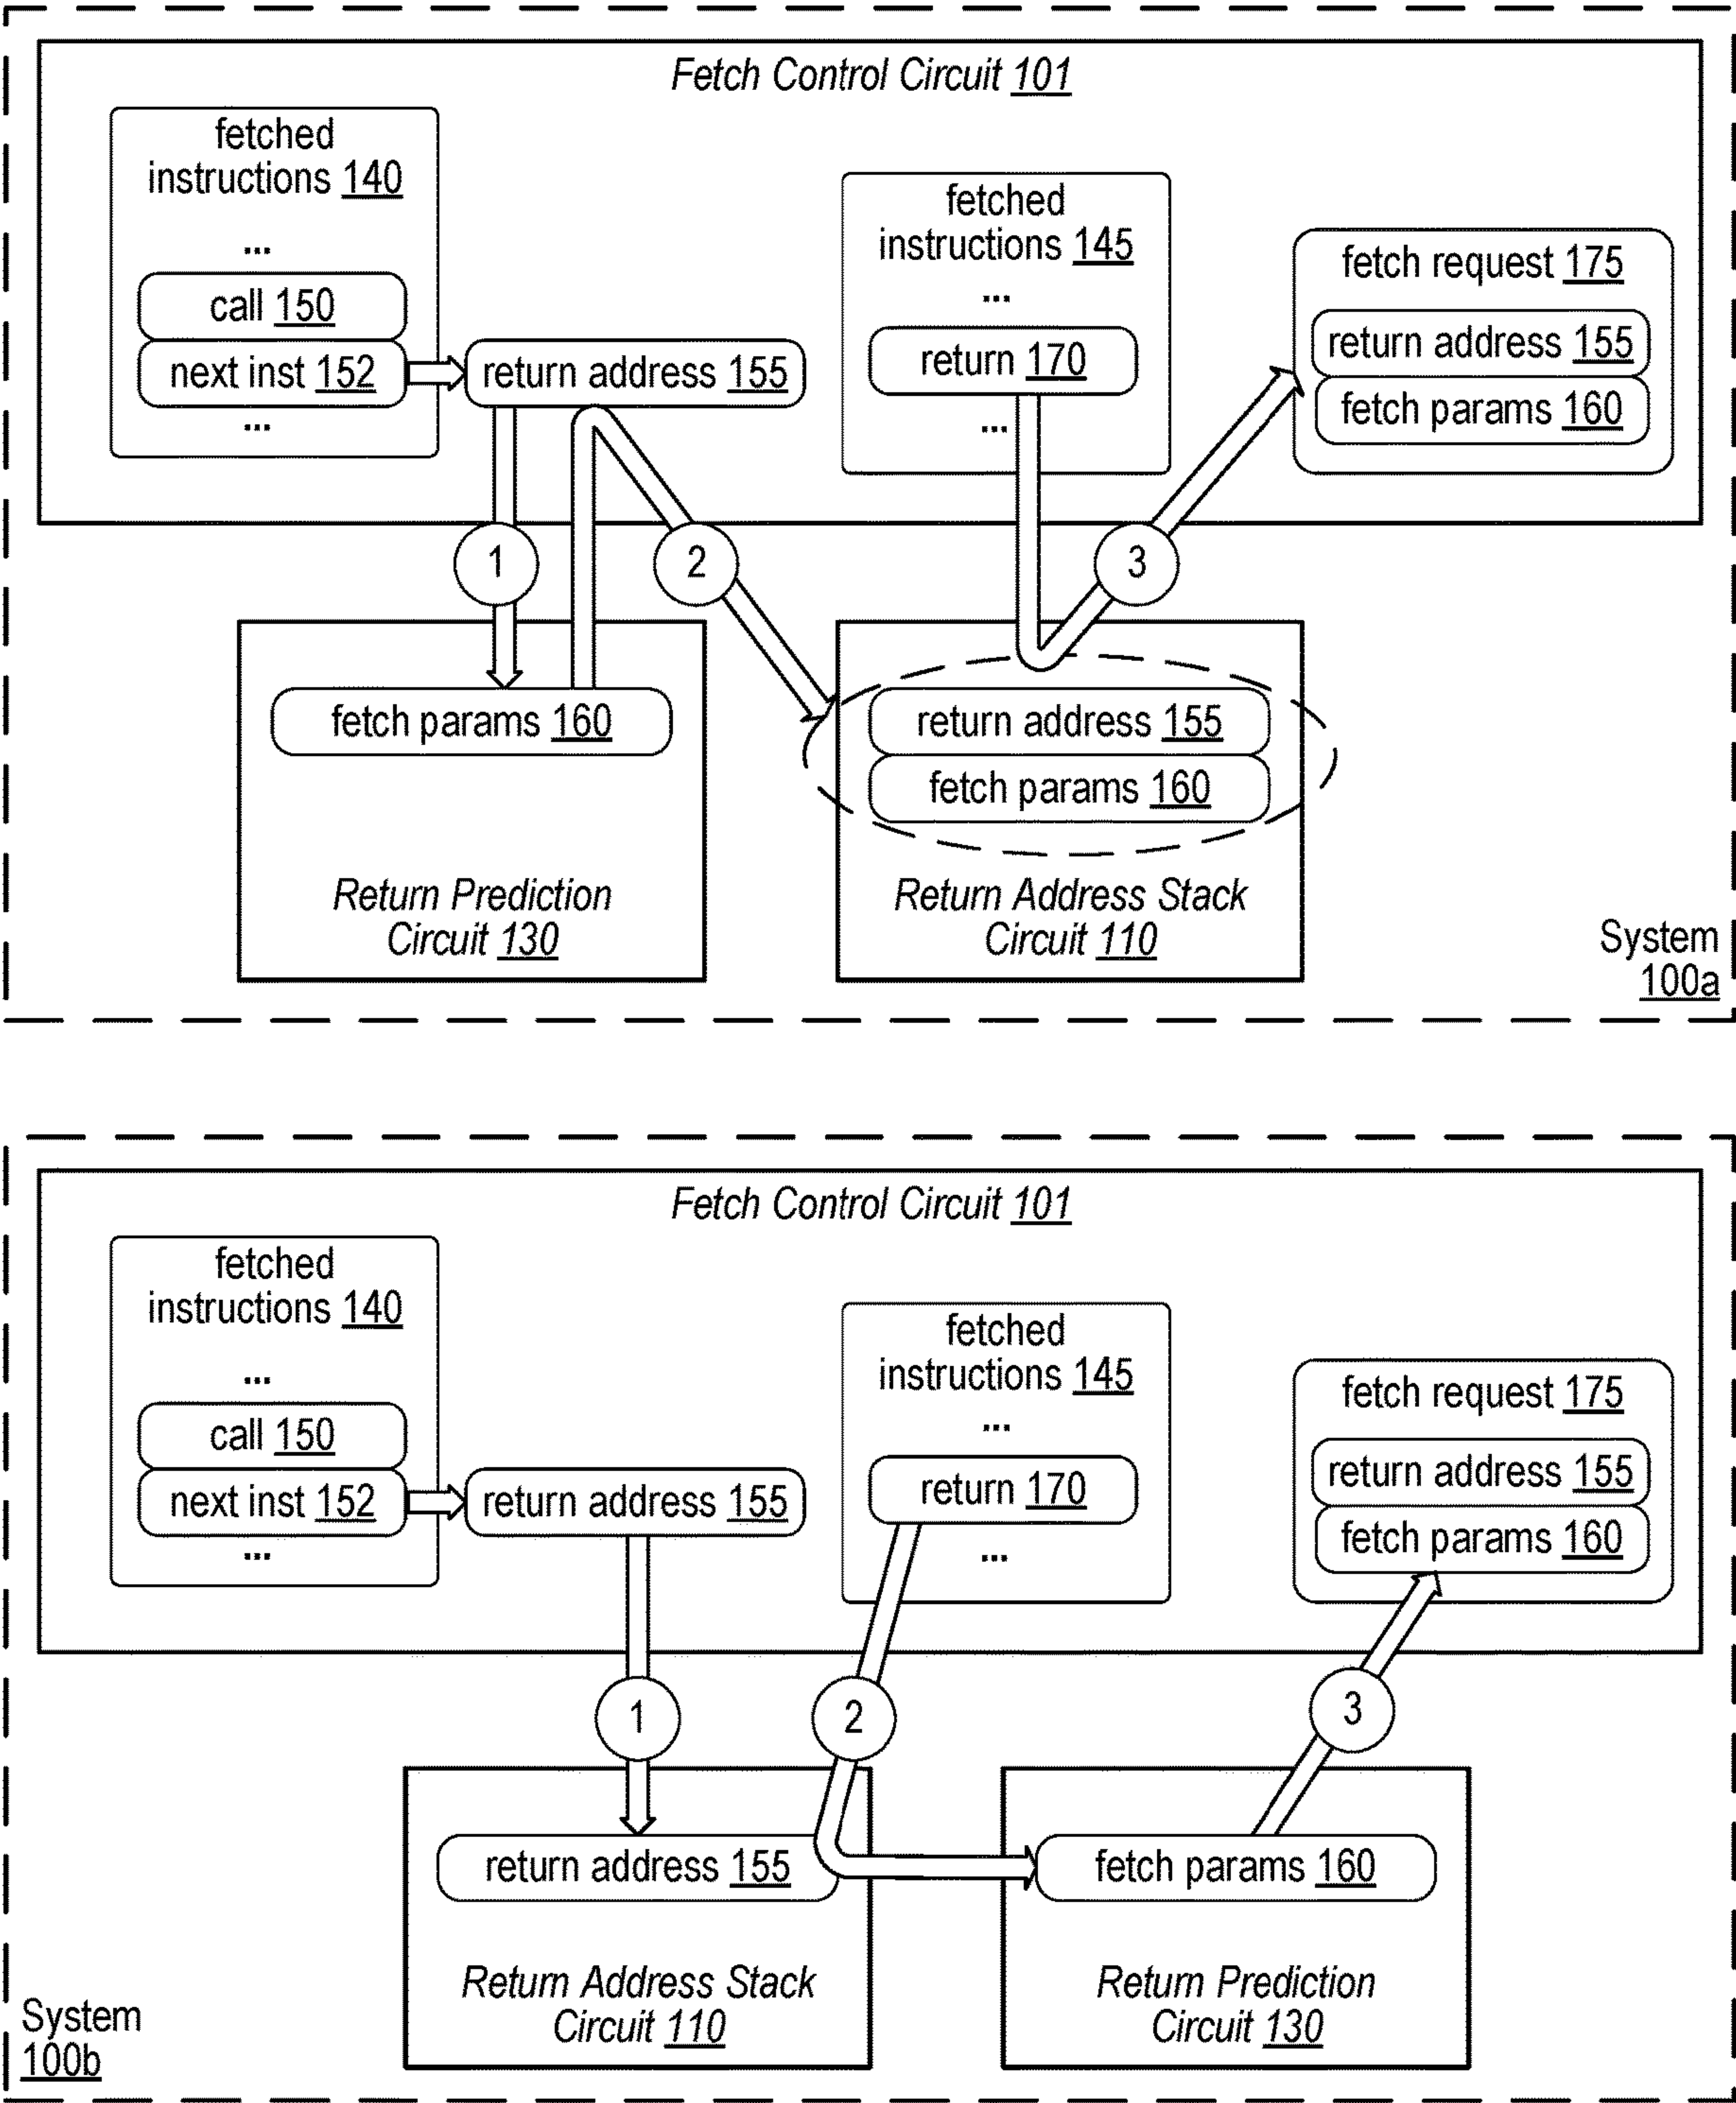 Fetch Control Circuit 101
fetched
instructions 140
...
call 150
next inst 152
...
return address 155
fetched
instructions 145
...
return 170
...
fetch request 175
return address 155
fetch params 160
1
2
3
fetch params 160
Return Prediction
Circuit 130
return address 155
fetch params 160
Return Address Stack
Circuit 110
System
100a
Fetch Control Circuit 101
fetched
instructions 140
...
call 150
next inst 152
...
return address 155
fetched
instructions 145
...
return 170
...
fetch request 175
return address 155
fetch params 160
1
2
3
return address 155
Return Address Stack
Circuit 110
fetch params 160
Return Prediction
Circuit 130
System
100b